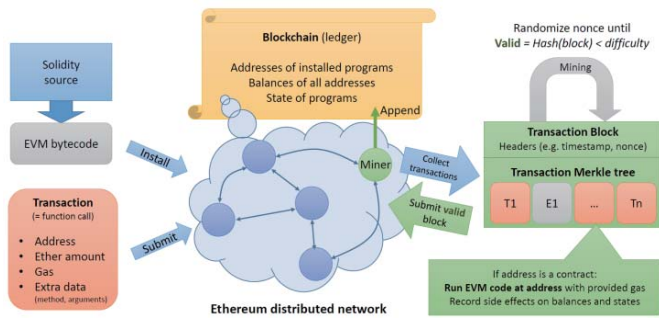 Solidity
source
EVM bytecode
Transaction
(= function call)
• Address
• Ether amount
• Gas
• Extra data
(method, arguments)
Install
Submit
Blockchain (ledger)
Addresses of installed programs
Balances of all addresses
State of programs
Append
Miner
Ethereum distributed network
Collect
transactions
Submit valid
block
Randomize nonce until
Valid = Hash(block) < difficulty
Mining
Transaction Block
Headers (e.g. timestamp, nonce)
Transaction Merkle tree
T1 E1 ... Tn
If address is a contract:
Run EVM code at address with provided gas
Record side effects on balances and states